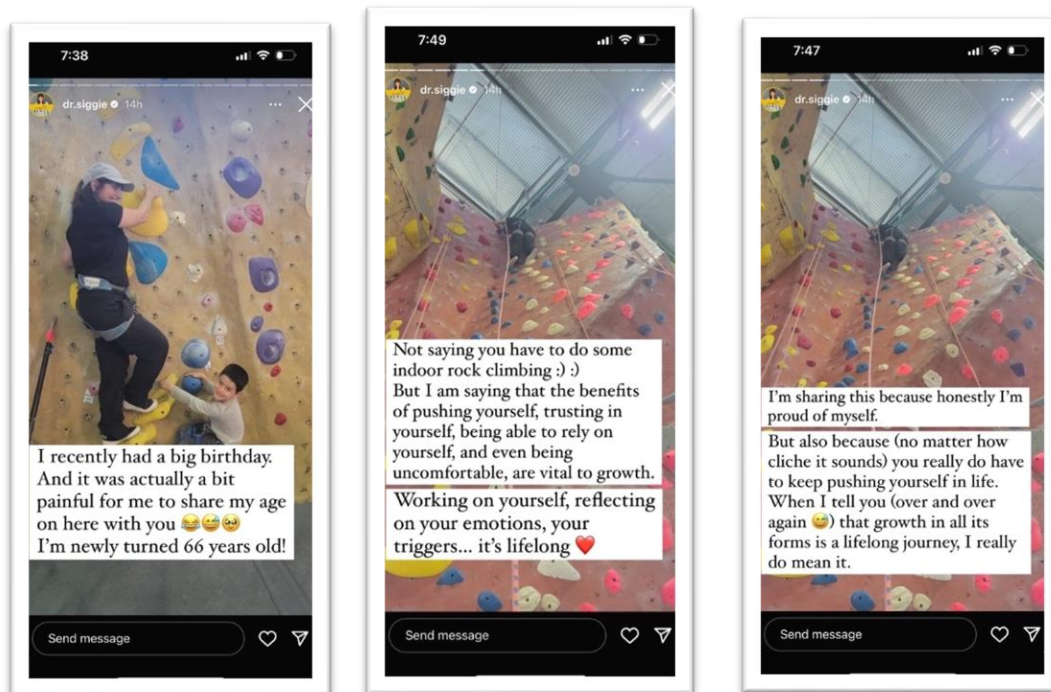 7:38
dr.siggie 14h
I recently had a big birthday.
And it was actually a bit
painful for me to share my age
on here with you 😂😅🥹
I'm newly turned 66 years old!
Send message
7:49
dr.siggie 14h
Not saying you have to do some
indoor rock climbing :) :)
But I am saying that the benefits
of pushing yourself, trusting in
yourself, being able to rely on
yourself, and even being
uncomfortable, are vital to growth.
Working on yourself, reflecting
on your emotions, your
triggers... it's lifelong ❤️
Send message
7:47
dr.siggie 14h
I'm sharing this because honestly I'm
proud of myself.
But also because (no matter how
cliche it sounds) you really do have
to keep pushing yourself in life.
When I tell you (over and over
again 😅) that growth in all its
forms is a lifelong journey, I really
do mean it.
Send message